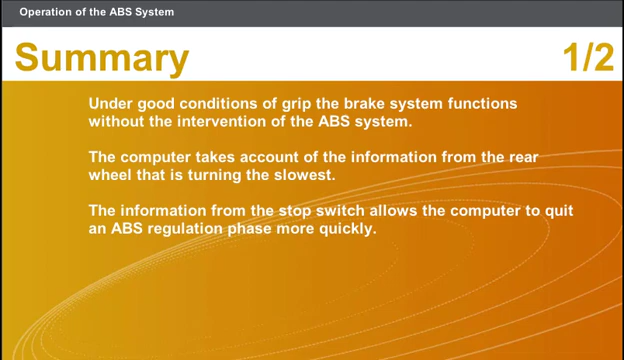 Operation of the ABS System
Summary
1/2
Under good conditions of grip the brake system functions
without the intervention of the ABS system.
The computer takes account of the information from the rear
wheel that is turning the slowest.
The information from the stop switch allows the computer to quit
an ABS regulation phase more quickly.